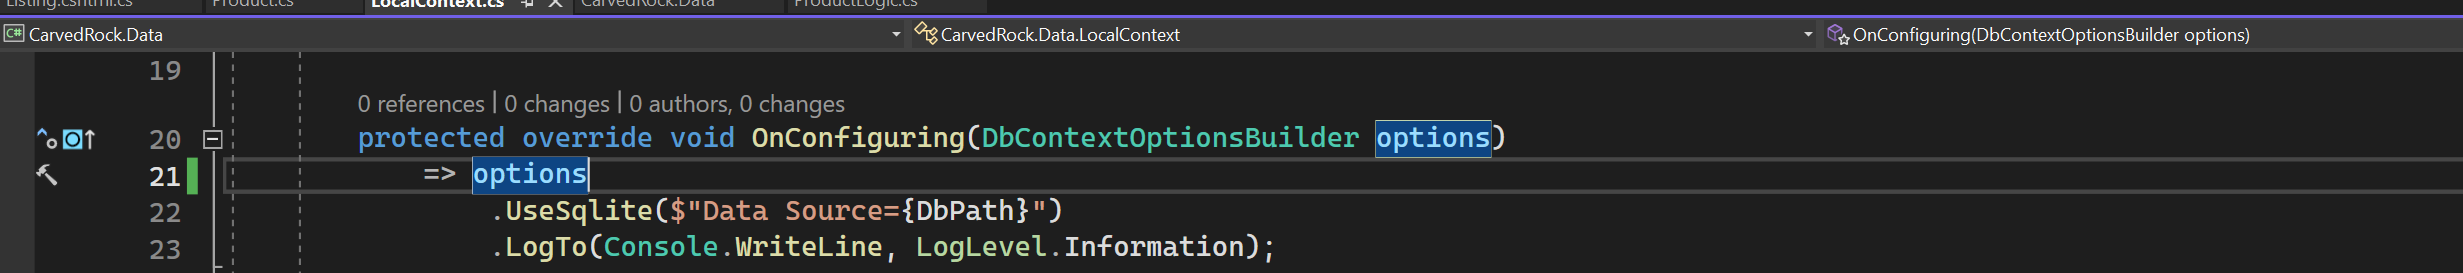 Listing.cshtml.cs Product.cs LocalContext.cs CarvedRock.Data ProductLogic.cs
C# CarvedRock.Data CarvedRock.Data.LocalContext OnConfiguring(DbContextOptionsBuilder options)
19
0 references | 0 changes | 0 authors, 0 changes
20 protected override void OnConfiguring(DbContextOptionsBuilder options)
21 => options
22 .UseSqlite($"Data Source={DbPath}")
23 .LogTo(Console.WriteLine, LogLevel.Information);